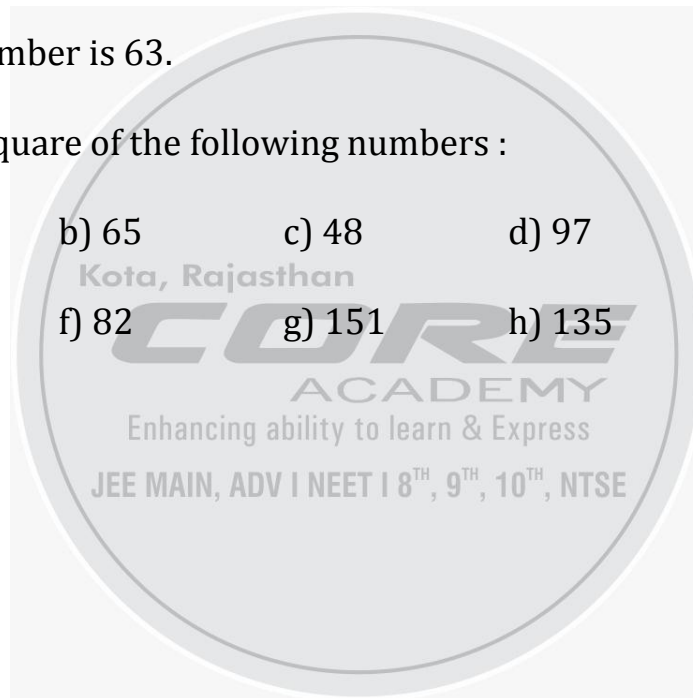 mber is 63.
quare of the following numbers :
b) 65 c) 48 d) 97
Kota, Rajasthan
f) 82 g) 151 h) 135
CORE
ACADEMY
Enhancing ability to learn & Express
JEE MAIN, ADV I NEET I 8TH, 9TH, 10TH, NTSE